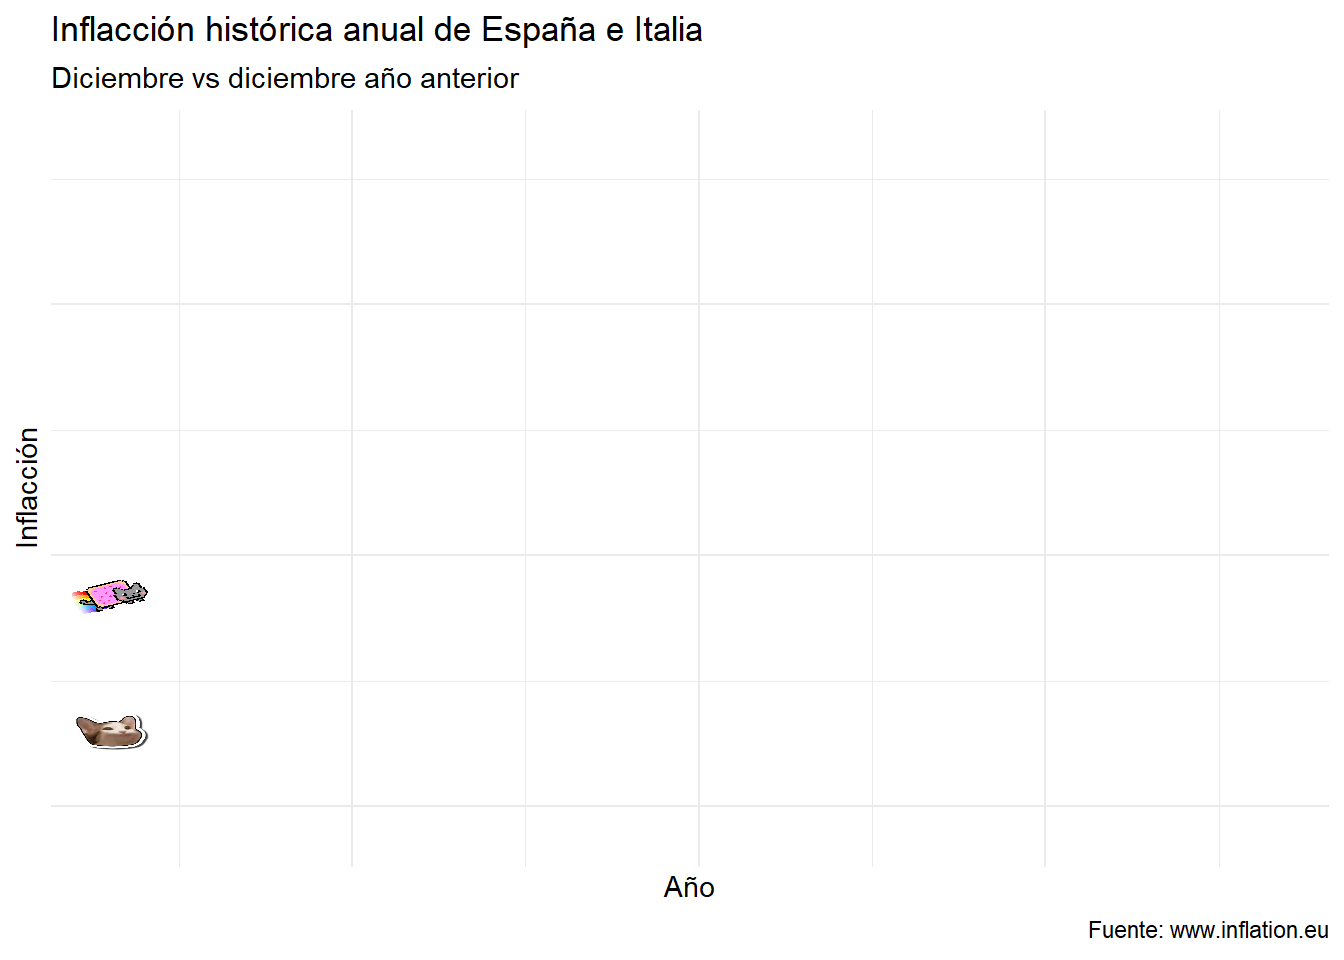 Inflacción histórica anual de España e Italia
Diciembre vs diciembre año anterior
Inflacción
Año
Fuente: www.inflation.eu